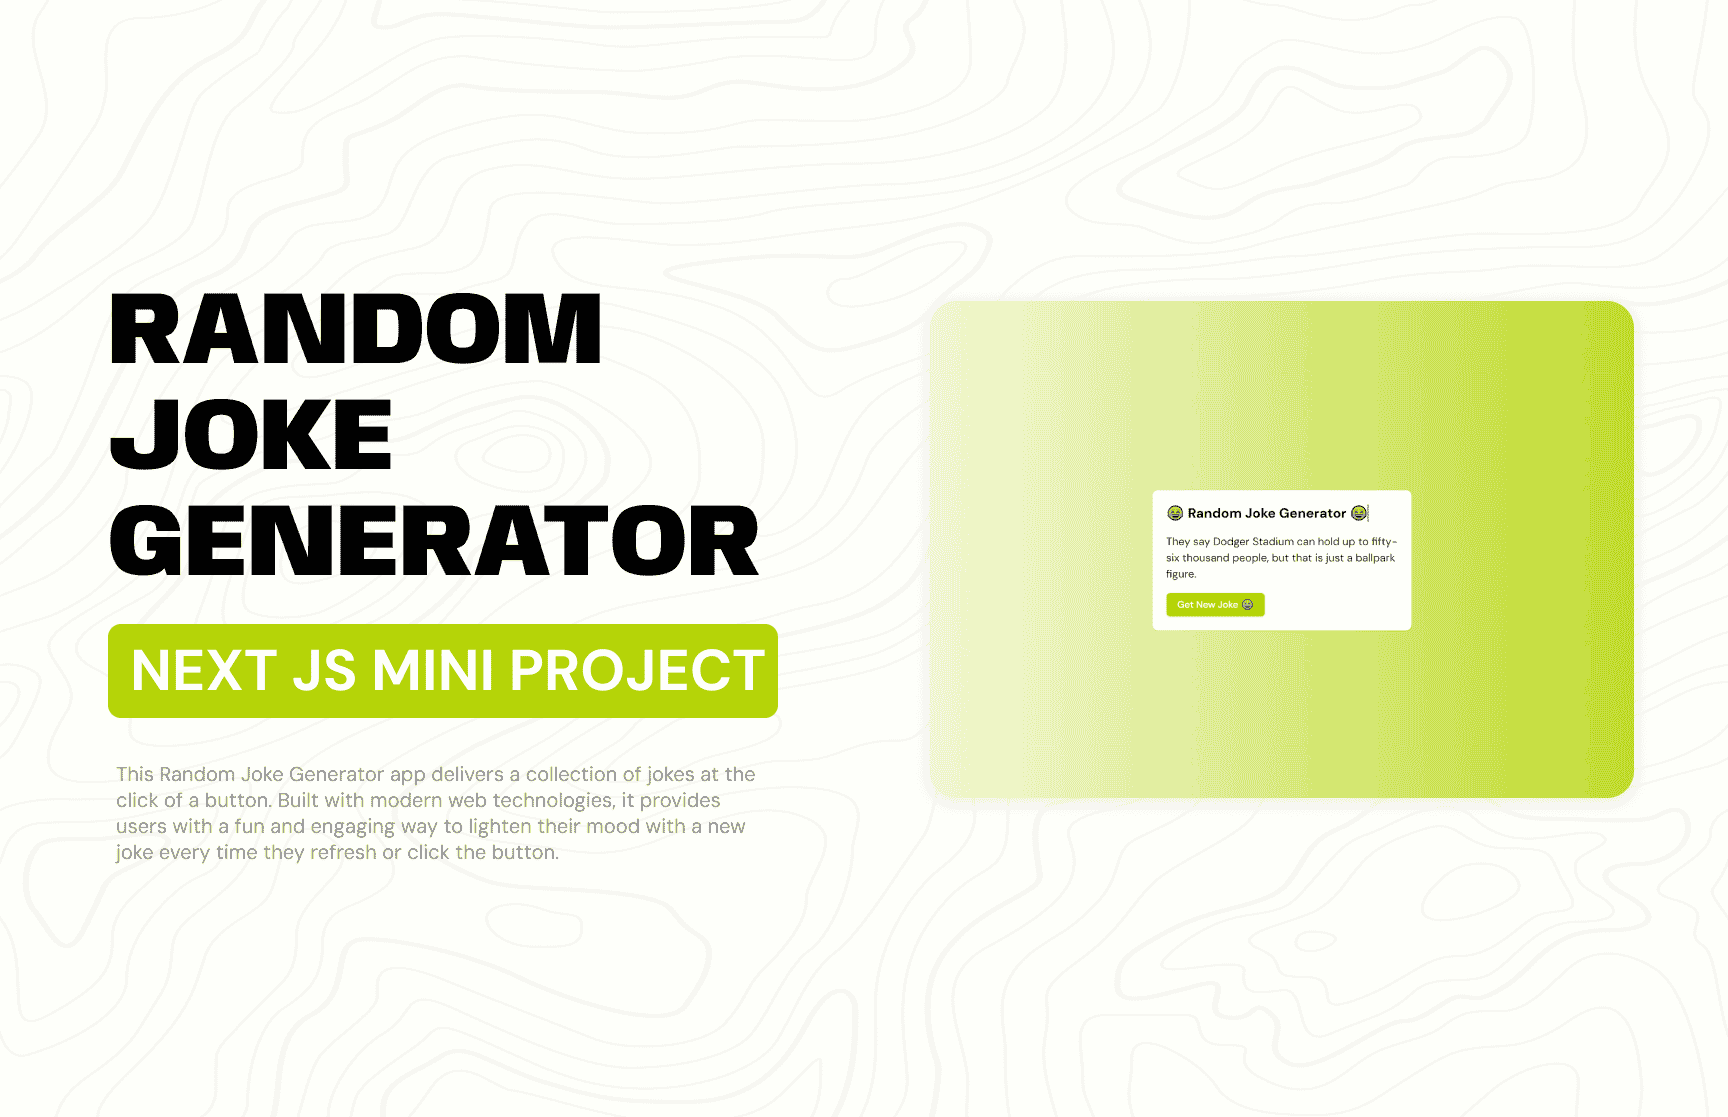 RANDOM
JOKE
GENERATOR
NEXT JS MINI PROJECT
This Random Joke Generator app delivers a collection of jokes at the
click of a button. Built with modern web technologies, it provides
users with a fun and engaging way to lighten their mood with a new
joke every time they refresh or click the button.
😂 Random Joke Generator 😂
They say Dodger Stadium can hold up to fifty-
six thousand people, but that is just a ballpark
figure.
Get New Joke 😄